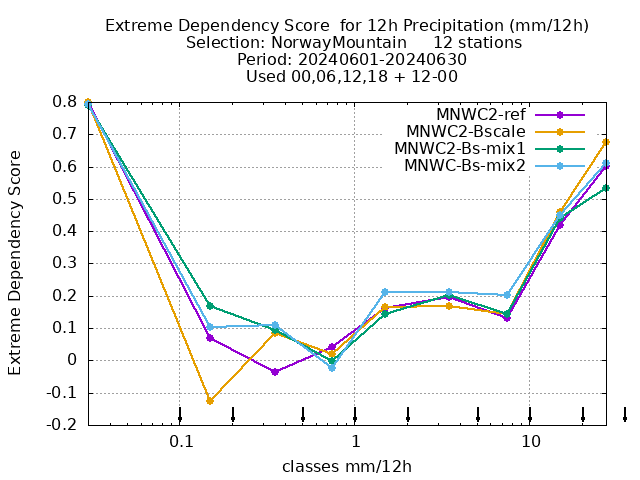 Extreme Dependency Score  for 12h Precipitation (mm/12h)
Selection: NorwayMountain     12 stations
Period: 20240601-20240630
Used 00,06,12,18 + 12-00
MNWC2-ref
MNWC2-Bscale
MNWC2-Bs-mix1
MNWC-Bs-mix2
Extreme Dependency Score
0.8
0.7
0.6
0.5
0.4
0.3
0.2
0.1
0
-0.1
-0.2
0.1
1
10
classes mm/12h